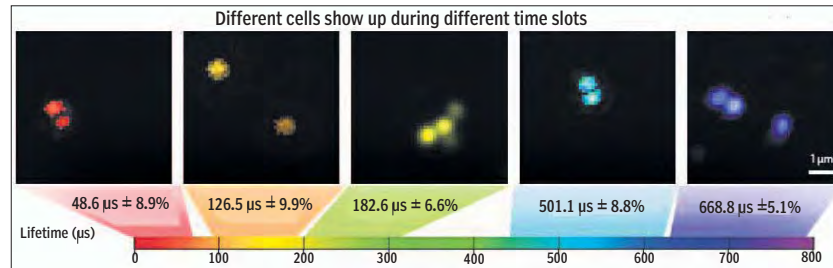 Different cells show up during different time slots
1 μm
48.6 μs ± 8.9% 126.5 μs ± 9.9% 182.6 μs ± 6.6% 501.1 μs ± 8.8% 668.8 μs ±5.1%
Lifetime (μs)
0 100 200 300 400 500 600 700 800